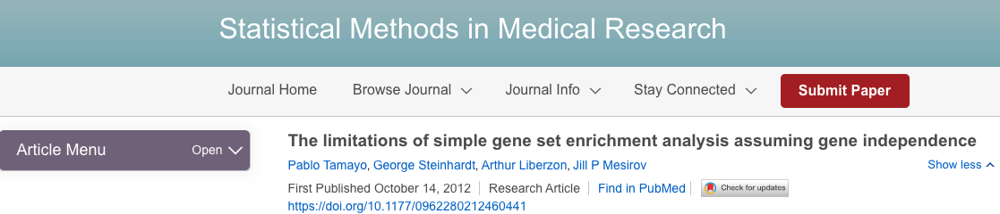 Statistical Methods in Medical Research
Journal Home Browse Journal Journal Info Stay Connected Submit Paper
Article Menu Open
The limitations of simple gene set enrichment analysis assuming gene independence
Pablo Tamayo, George Steinhardt, Arthur Liberzon, Jill P Mesirov Show less
First Published October 14, 2012 Research Article Find in PubMed Check for updates
https://doi.org/10.1177/0962280212460441